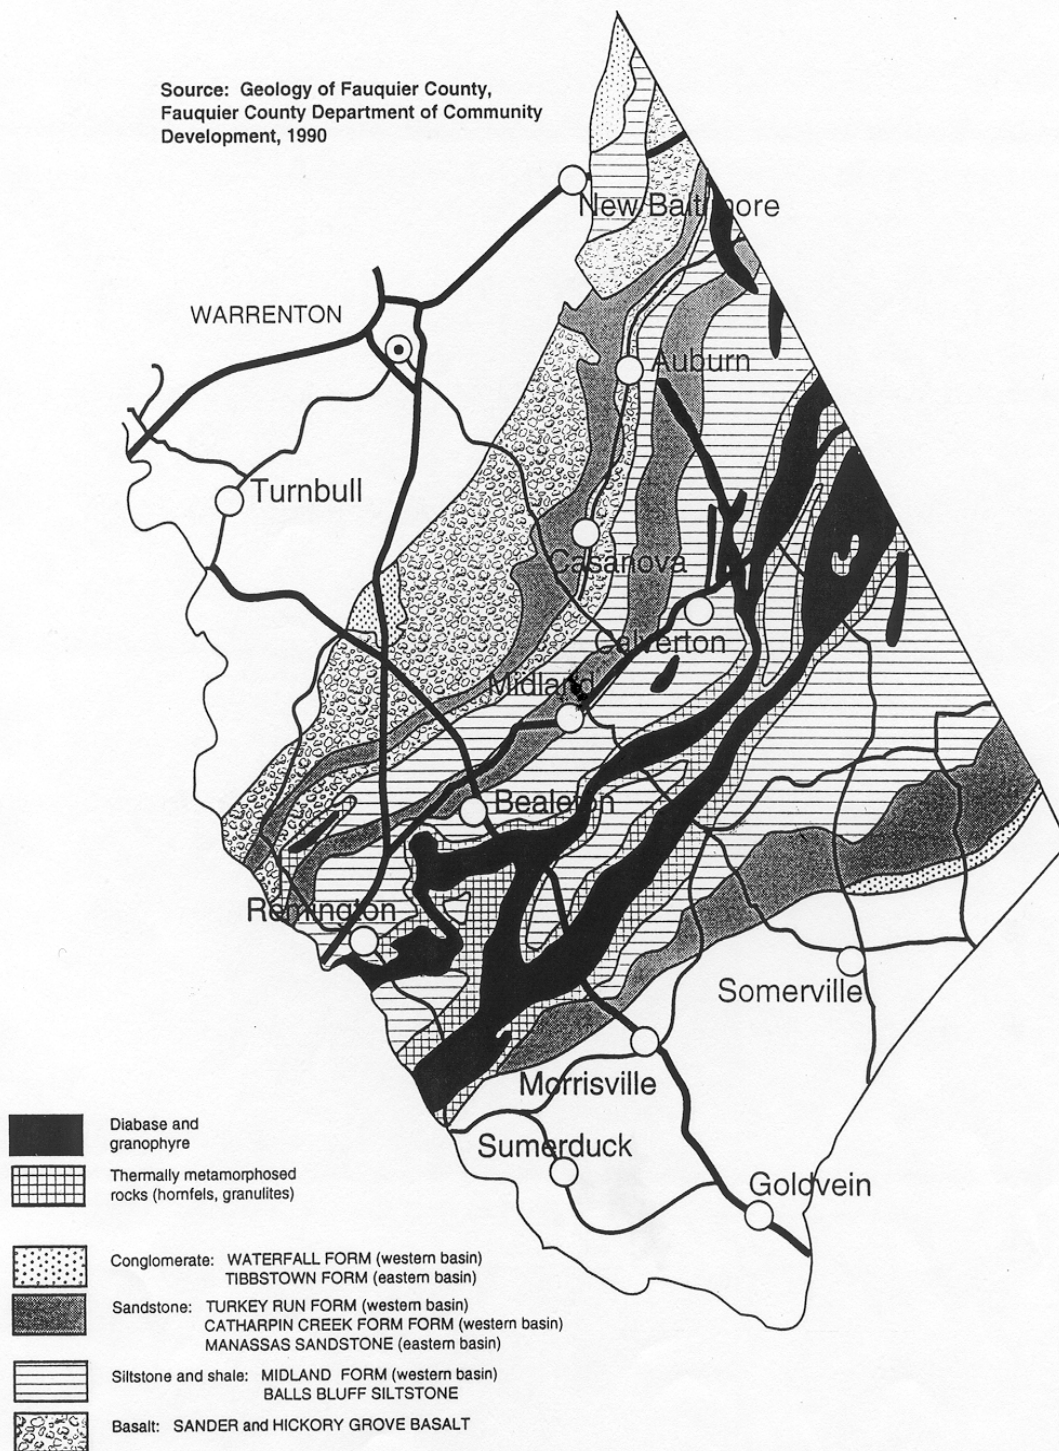 Source: Geology of Fauquier County,
Fauquier County Department of Community
Development, 1990
New Baltimore
WARRENTON
Auburn
Turnbull
Casanova
Calverton
Midland
Bealeton
Remington
Somerville
Morrisville
Sumerduck
Goldvein
Diabase and
granophyre
Thermally metamorphosed
rocks (hornfels, granulites)
Conglomerate: WATERFALL FORM (western basin)
TIBBSTOWN FORM (eastern basin)
Sandstone: TURKEY RUN FORM (western basin)
CATHARPIN CREEK FORM FORM (western basin)
MANASSAS SANDSTONE (eastern basin)
Siltstone and shale: MIDLAND FORM (western basin)
BALLS BLUFF SILTSTONE
Basalt: SANDER and HICKORY GROVE BASALT